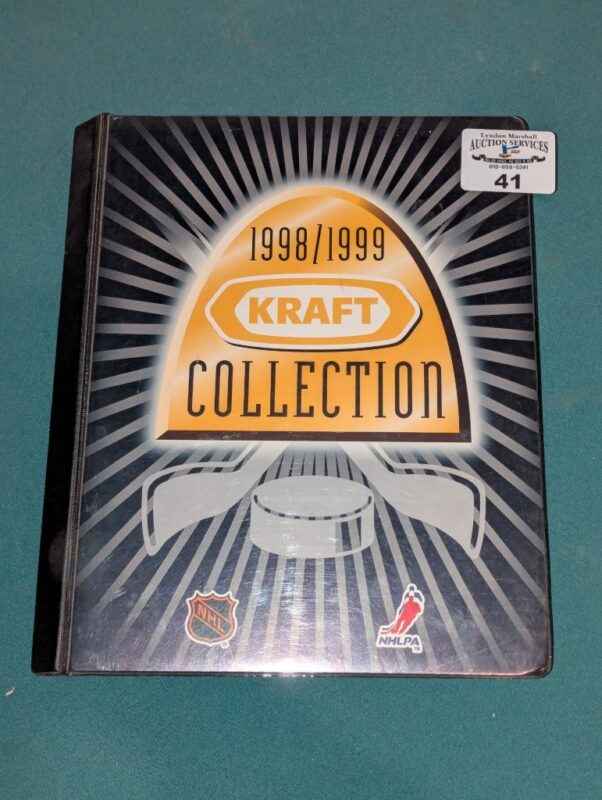 Lyndon Marshall
AUCTION SERVICES
41
1998/1999
KRAFT
COLLECTION
NHL
NHLPA